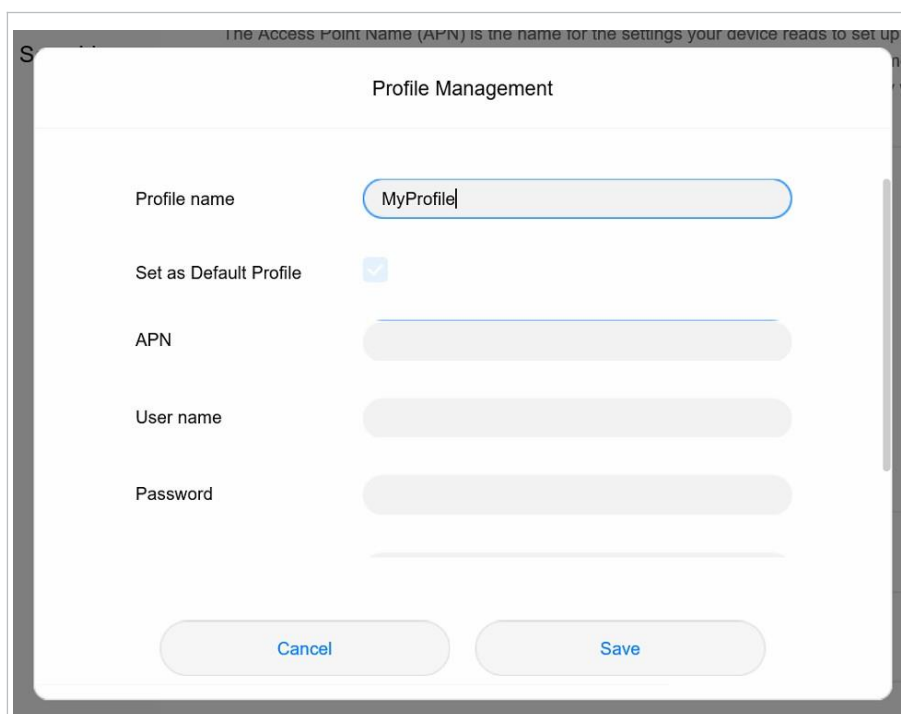 The Access Point Name (APN) is the name for the settings your device reads to set up
Profile Management
Profile name
MyProfile
Set as Default Profile
APN
User name
Password
Cancel
Save